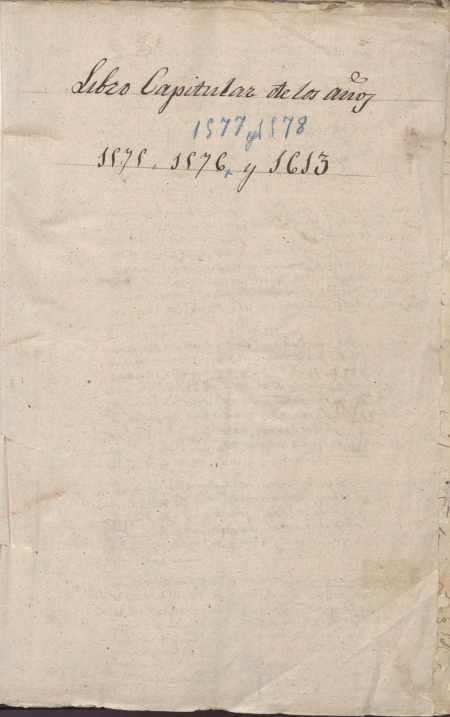 Libro Capitular de los años
1577 y 1578
1575, 1576, y 1613